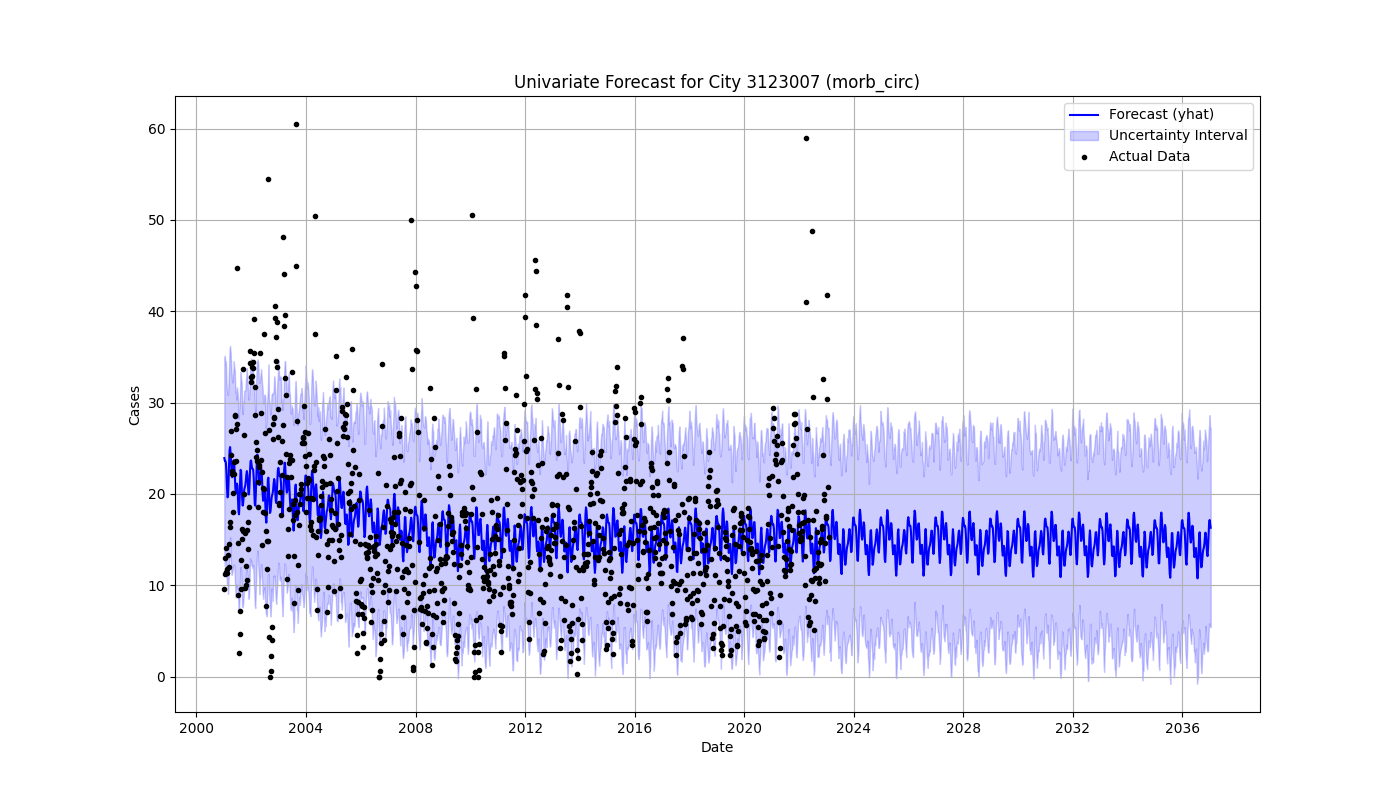 Univariate Forecast for City 3123007 (morb_circ)
Forecast (yhat)
Uncertainty Interval
Actual Data
Cases
60
50
40
30
20
10
0
2000 2004 2008 2012 2016 2020 2024 2028 2032 2036
Date